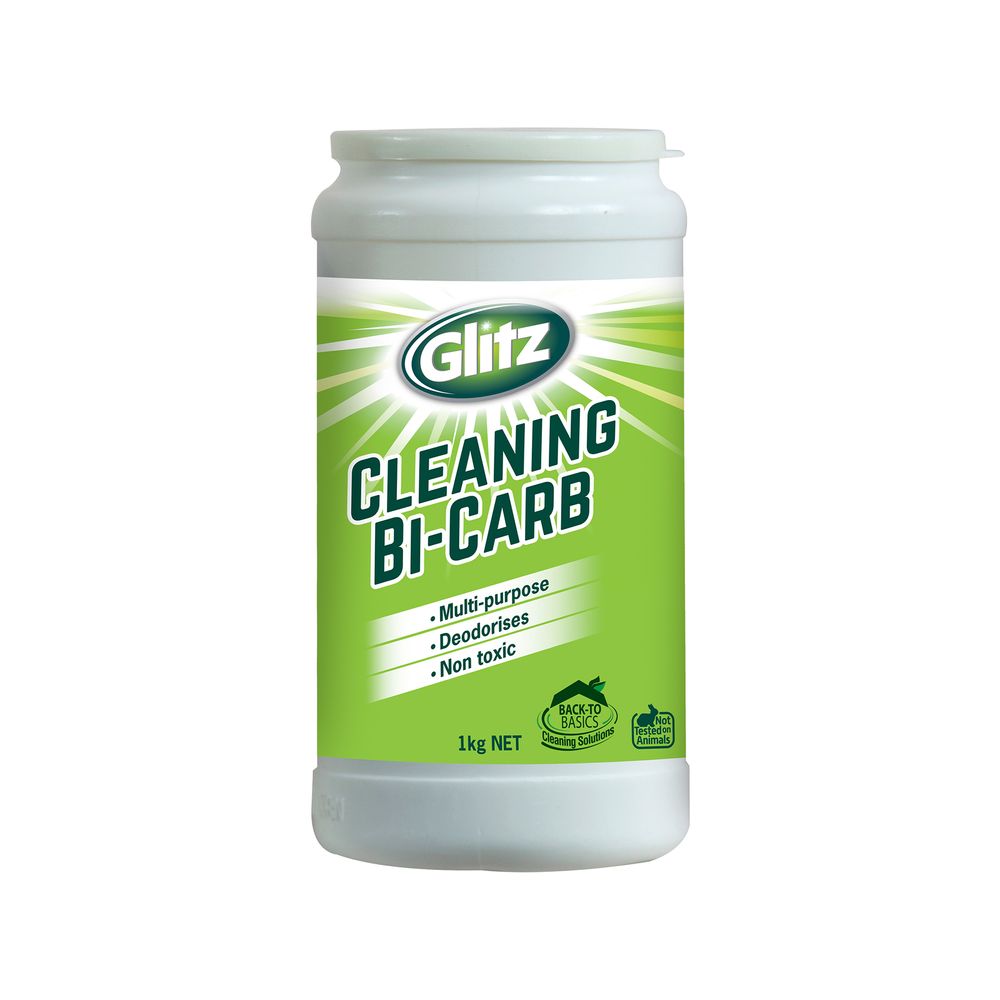 Glitz
CLEANING
BI-CARB
• Multi-purpose
• Deodorises
• Non toxic
BACK-TO
BASICS
Cleaning Solutions
1kg NET
Not
Tested on
Animals